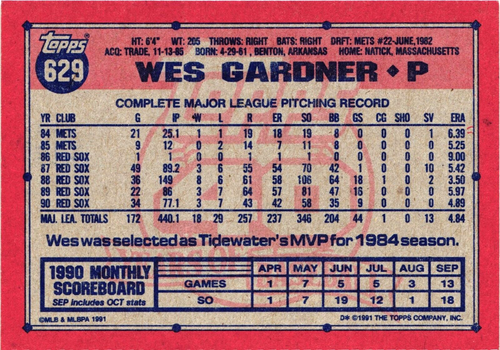 Topps
629
HT: 6'4" WT: 205 THROWS: RIGHT BATS: RIGHT DRFT: METS #22-JUNE, 1982
ACQ: TRADE, 11-13-85 BORN: 4-29-61, BENTON, ARKANSAS HOME: NATICK, MASSACHUSETTS
WES GARDNER • P
COMPLETE MAJOR LEAGUE PITCHING RECORD
YR CLUB G IP *W L R ER SO BB GS CG SHO SV ERA
84 METS 21 25.1 1 1 19 18 19 0 0 0 1 6.39
85 METS 9 12 0 2 14 7 11 8 0 0 0 0 5.25
86 RED SOX 1 1 0 0 1 1 1 0 0 0 0 0 9.00
87 RED SOX 49 89.2 3 6 55 54 70 42 1 0 0 10 5.42
88 RED SOX 36 149 8 6 61 58 106 64 18 1 0 2 3.50
89 RED SOX 22 86 3 7 64 57 81 47 16 0 0 0 5.97
90 RED SOX 34 77.1 3 7 43 42 58 35 9 0 0 0 4.89
MAJ. LEA. TOTALS 172 440.1 18 29 257 237 346 204 44 1 0 13 4.84
Wes was selected as Tidewater's MVP for 1984 season.
1990 MONTHLY SCOREBOARD
SEP Includes OCT stats
APR MAY JUN JUL AUG SEP
GAMES 1 7 5 5 3 13
SO 1 7 19 12 1 18
©MLB & MLBPA 1991
D* ©1991 THE TOPPS COMPANY, INC.